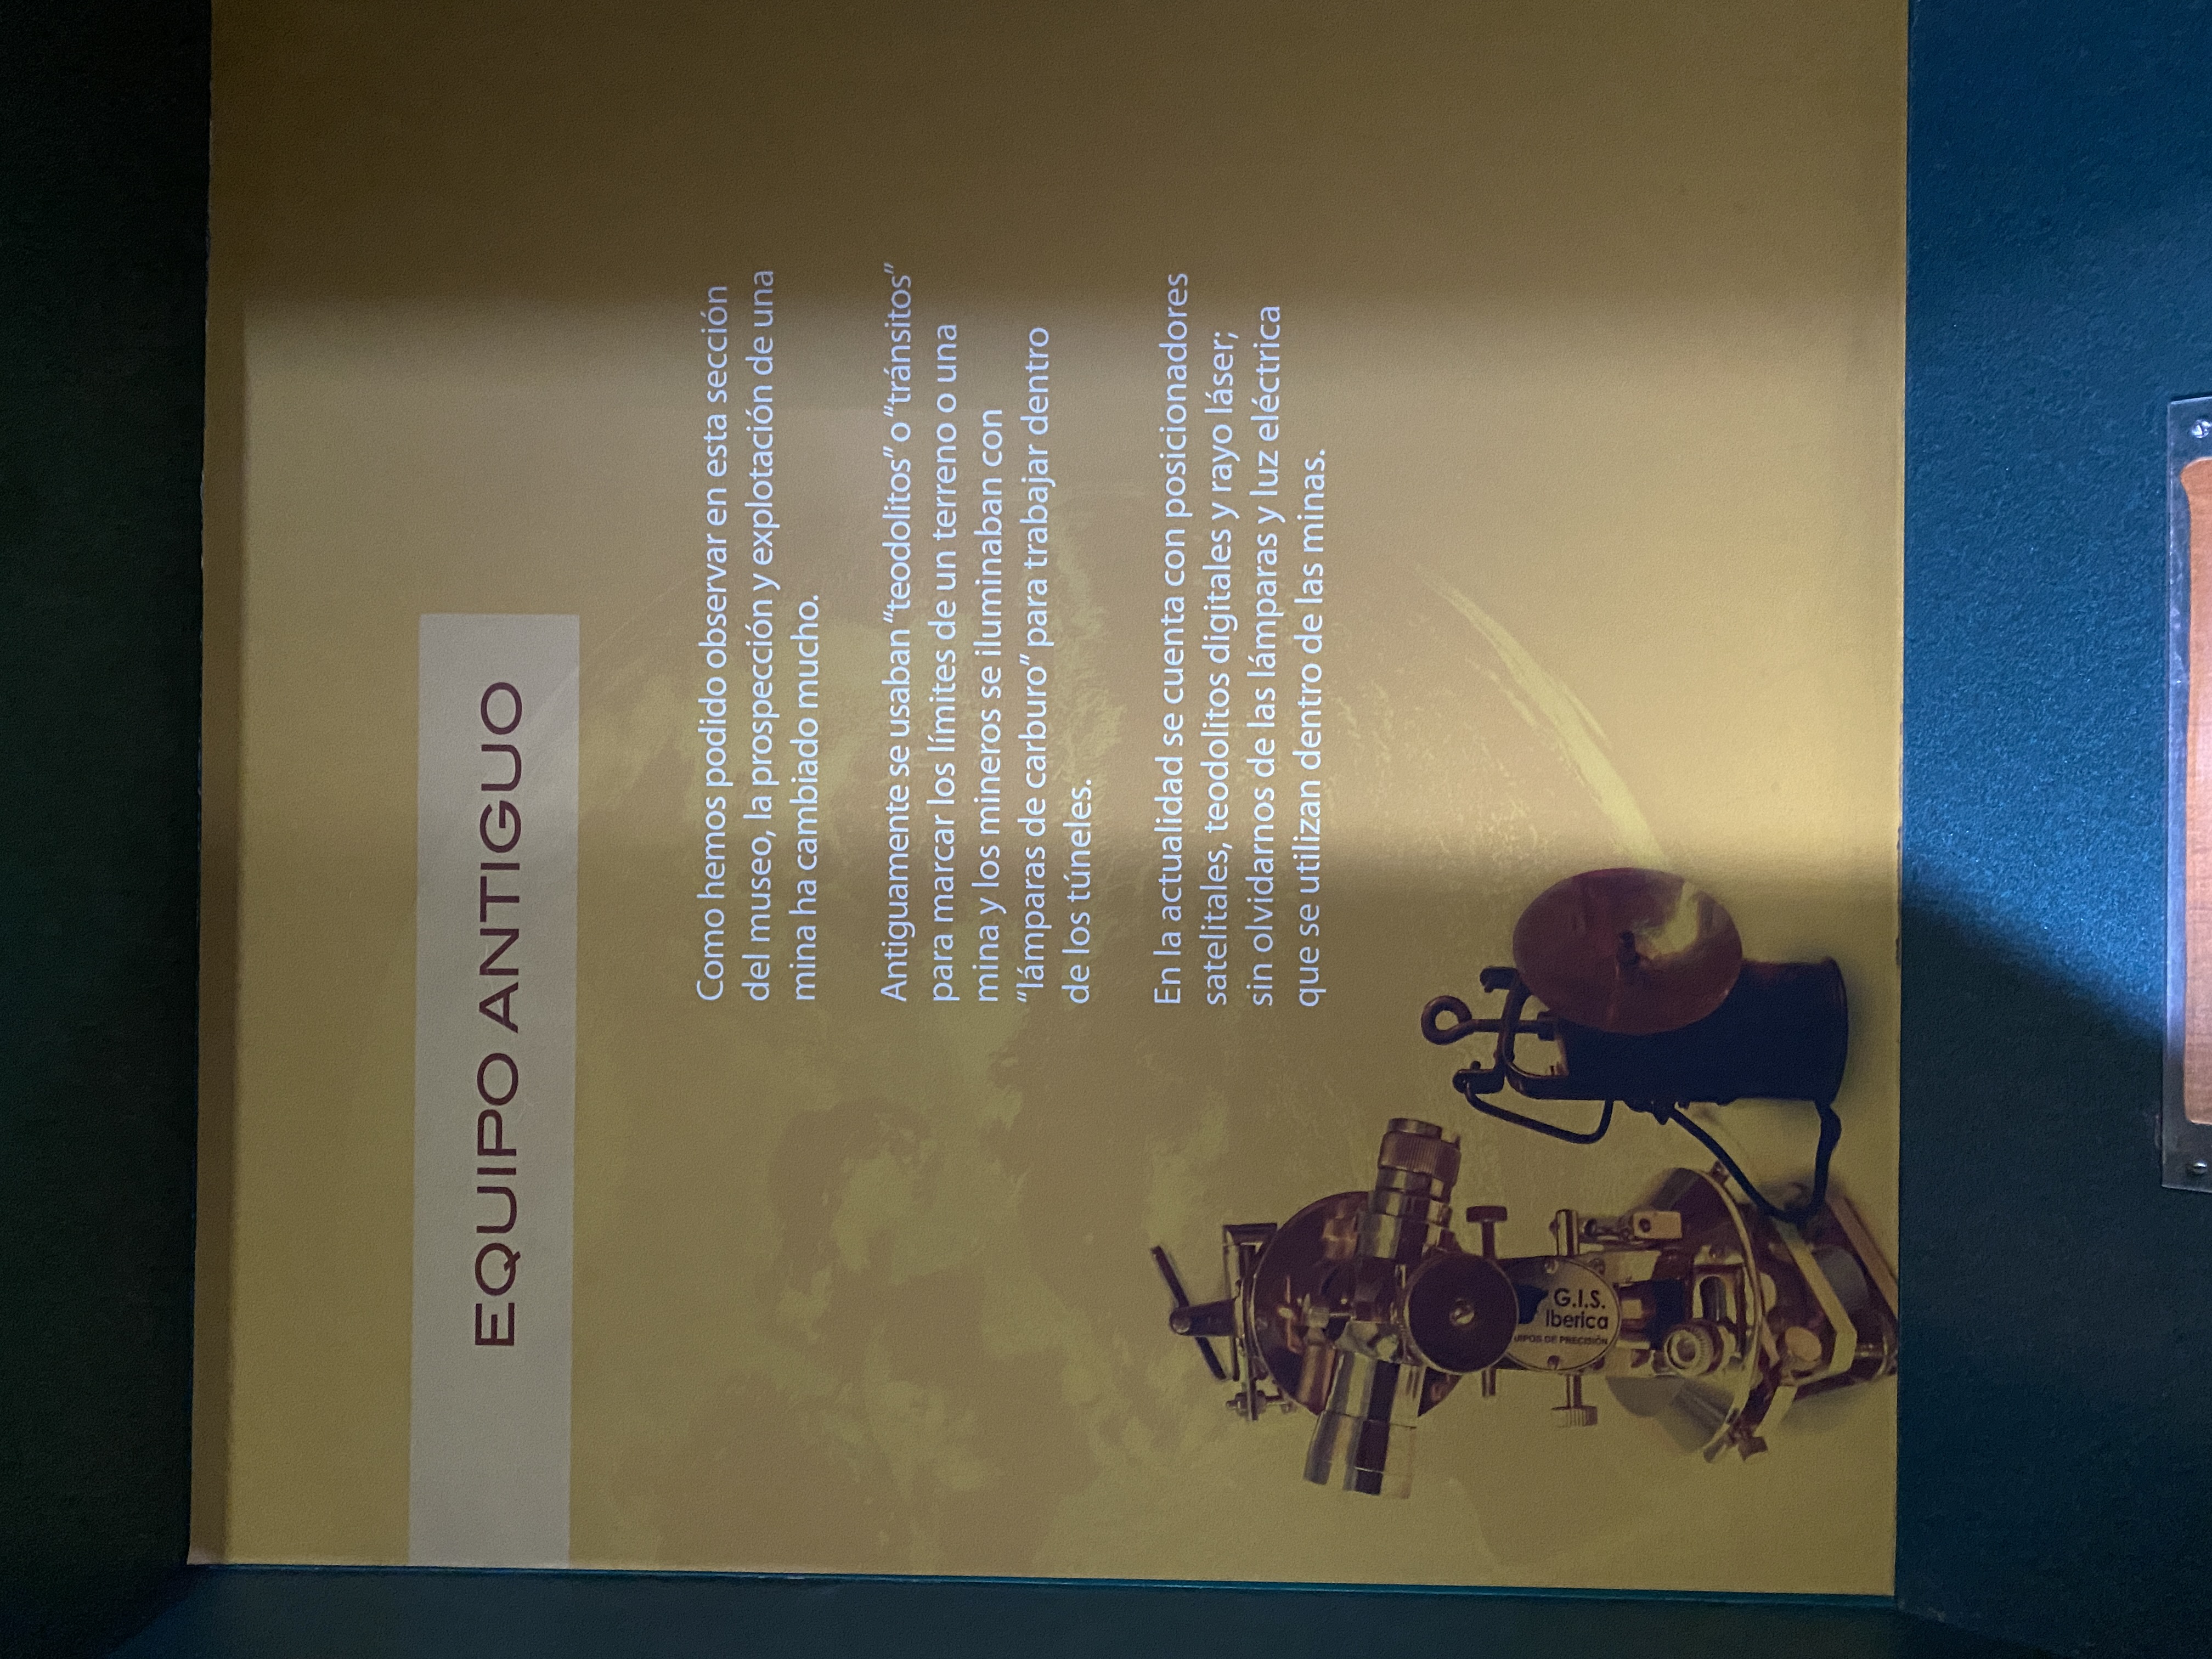 EQUIPO ANTIGUO
Como hemos podido observar en esta sección
del museo, la prospección y explotación de una
mina ha cambiado mucho.
Antiguamente se usaban “teodolitos” o “tránsitos”
para marcar los límites de un terreno o una
mina y los mineros se iluminaban con
“lámparas de carburo” para trabajar dentro
de los túneles.
En la actualidad se cuenta con posicionadores
satelitales, teodolitos digitales y rayo láser;
sin olvidarnos de las lámparas y luz eléctrica
que se utilizan dentro de las minas.
G.I.S.
Iberica
DE PRECISIÓN